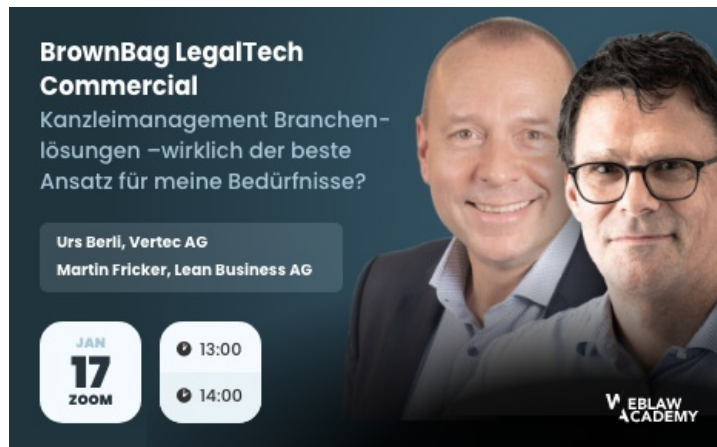 BrownBag LegalTech
Commercial
Kanzleimanagement Branchen-
lösungen –wirklich der beste
Ansatz für meine Bedürfnisse?
Urs Berli, Vertec AG
Martin Fricker, Lean Business AG
JAN
17
ZOOM
13:00
14:00
WEBLAW
ACADEMY